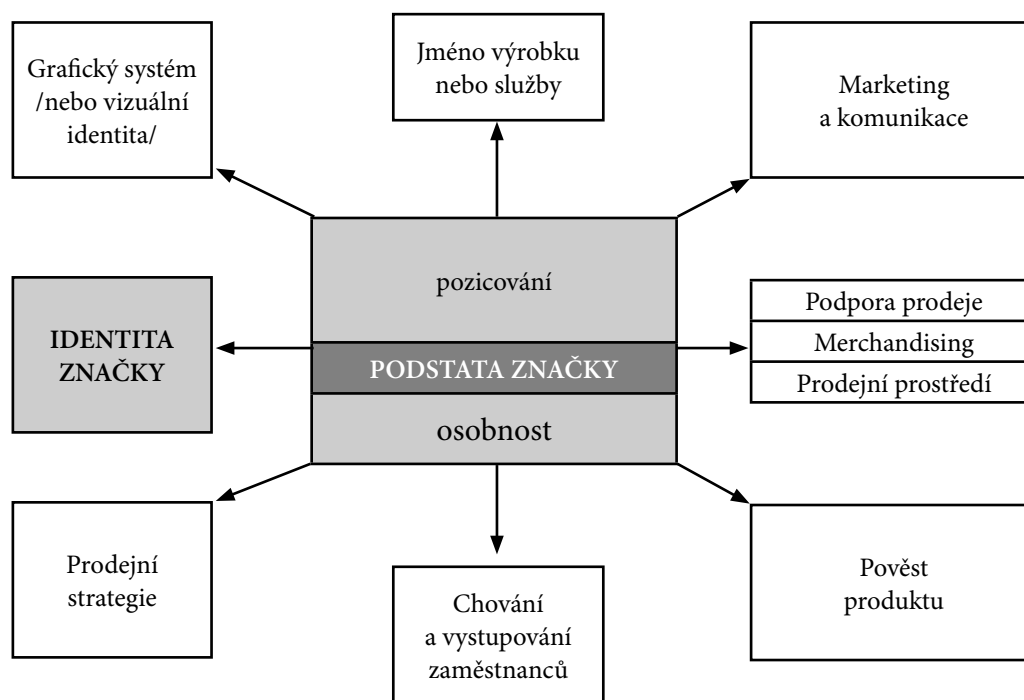 Grafický systém
/nebo vizuální
identita/
Jméno výrobku
nebo služby
Marketing
a komunikace
pozicování
IDENTITA
ZNAČKY
PODSTATA ZNAČKY
osobnost
Podpora prodeje
Merchandising
Prodejní prostředí
Prodejní
strategie
Chování
a vystupování
zaměstnanců
Pověst
produktu